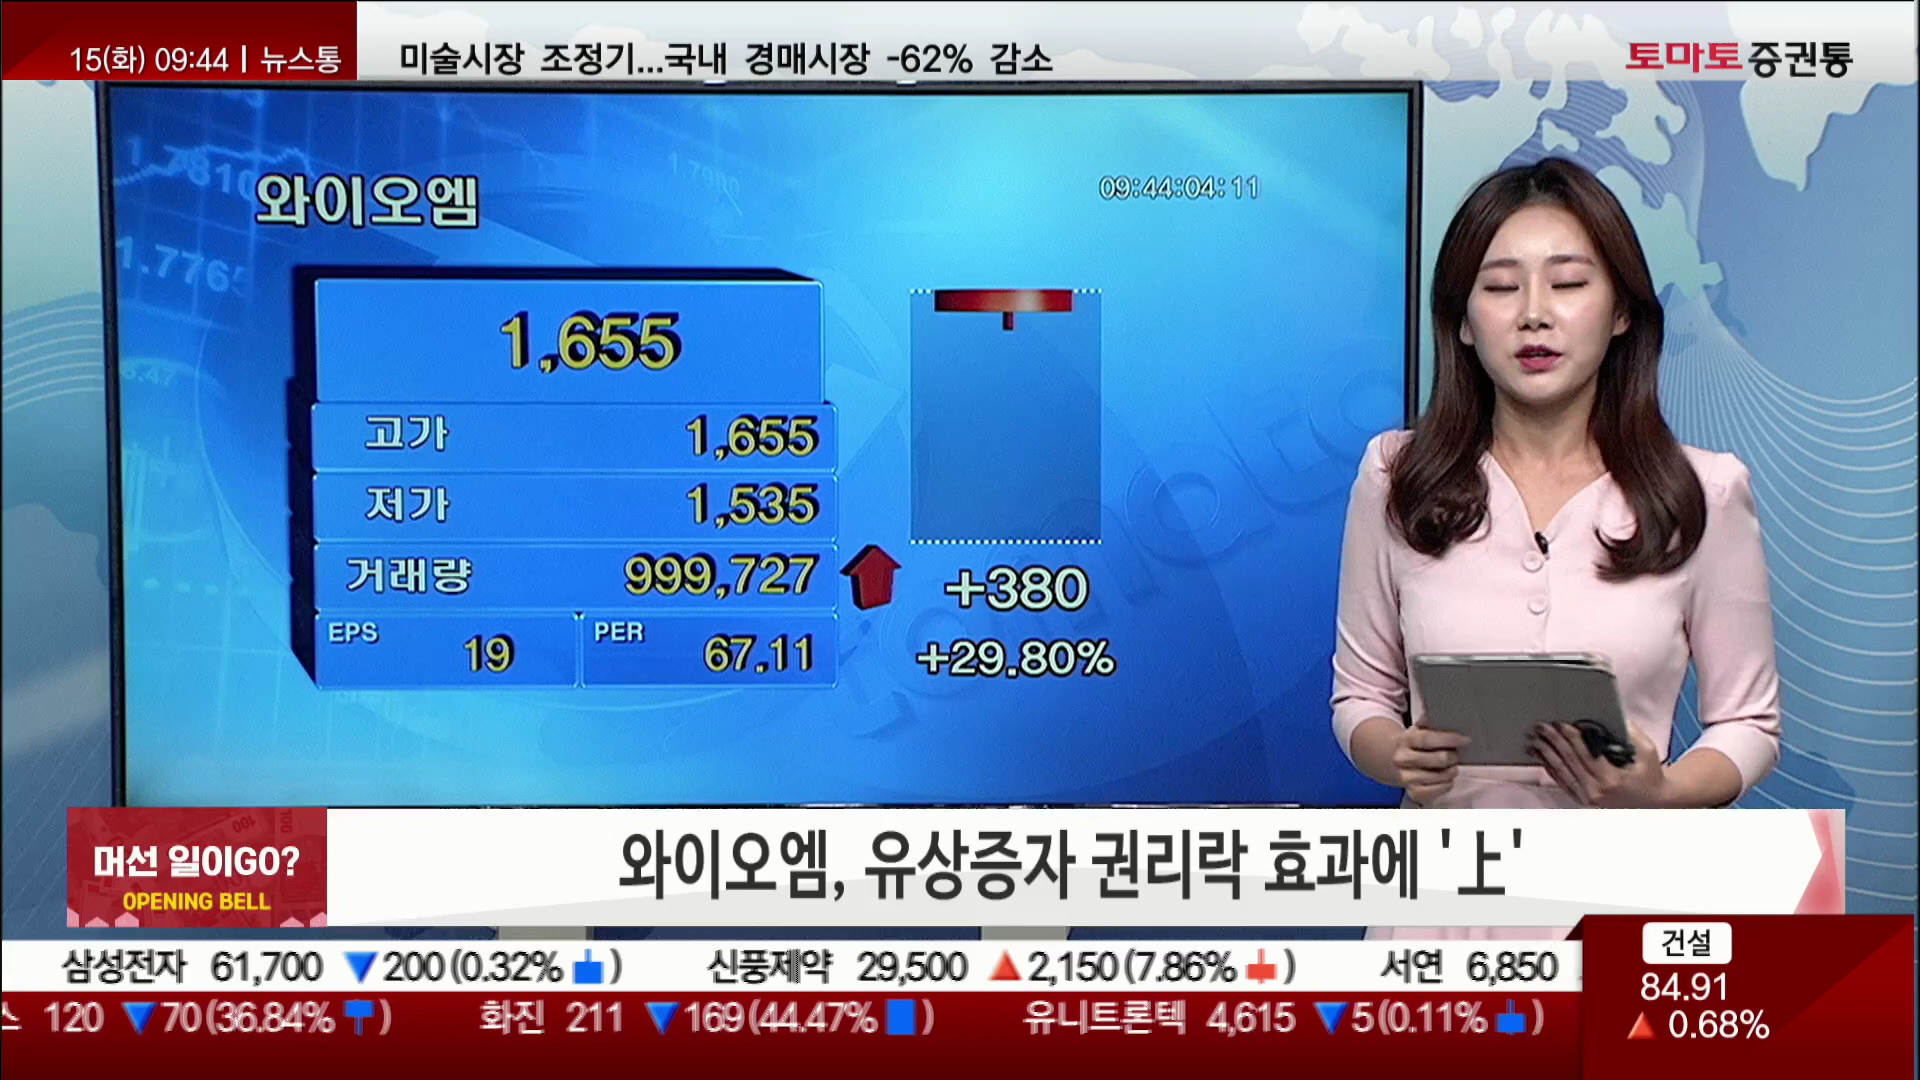 15(화) 09:44 | 뉴스통
미술시장 조정기...국내 경매시장 -62% 감소
토마토증권통
와이오엠
09:44:04:11
1,655
고가 1,655
저가 1,535
거래량 999,727
EPS 19 PER 67.11
+380
+29.80%
머선 일이GO?
OPENING BELL
와이오엠, 유상증자 권리락 효과에 '上'
삼성전자 61,700 ▼200(0.32%) 신풍제약 29,500 ▲2,150(7.86%) 서연 6,850
스 120 ▼70(36.84%) 화진 211 ▼169(44.47%) 유니트론텍 4,615 ▼5(0.11%)
건설
84.91
▲ 0.68%